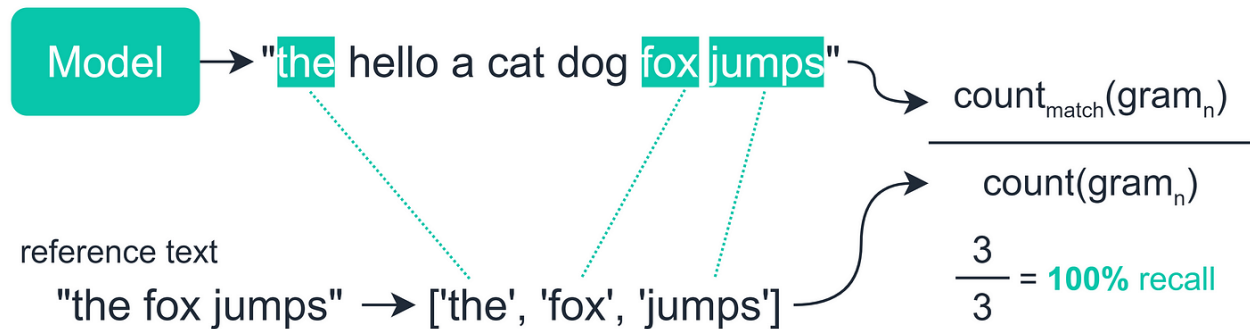 Model
"the hello a cat dog fox jumps"
count_match(gram_n)
count(gram_n)
reference text
"the fox jumps"
['the', 'fox', 'jumps']
3
3
= 100% recall